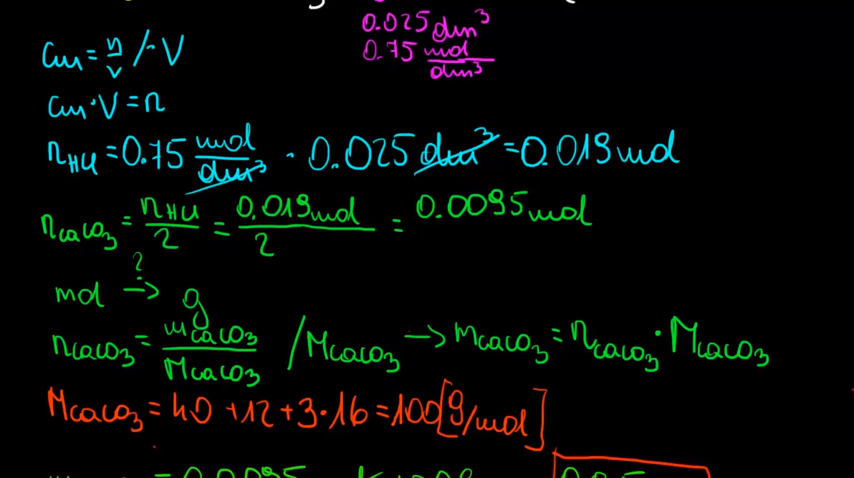 0.025 dm³
0.75 mol/dm³
Cm = n/V /·V
Cm·V = n
nHCl = 0.75 mol/dm³ · 0.025 dm³ = 0.019 mol
nCaCO₃ = nHCl/2 = 0.019 mol/2 = 0.0095 mol
?
mol → g
nCaCO₃ = mCaCO₃/MCaCO₃ /MCaCO₃ → mCaCO₃ = nCaCO₃ · MCaCO₃
MCaCO₃ = 40 + 12 + 3·16 = 100 [g/mol]
= 0.0095